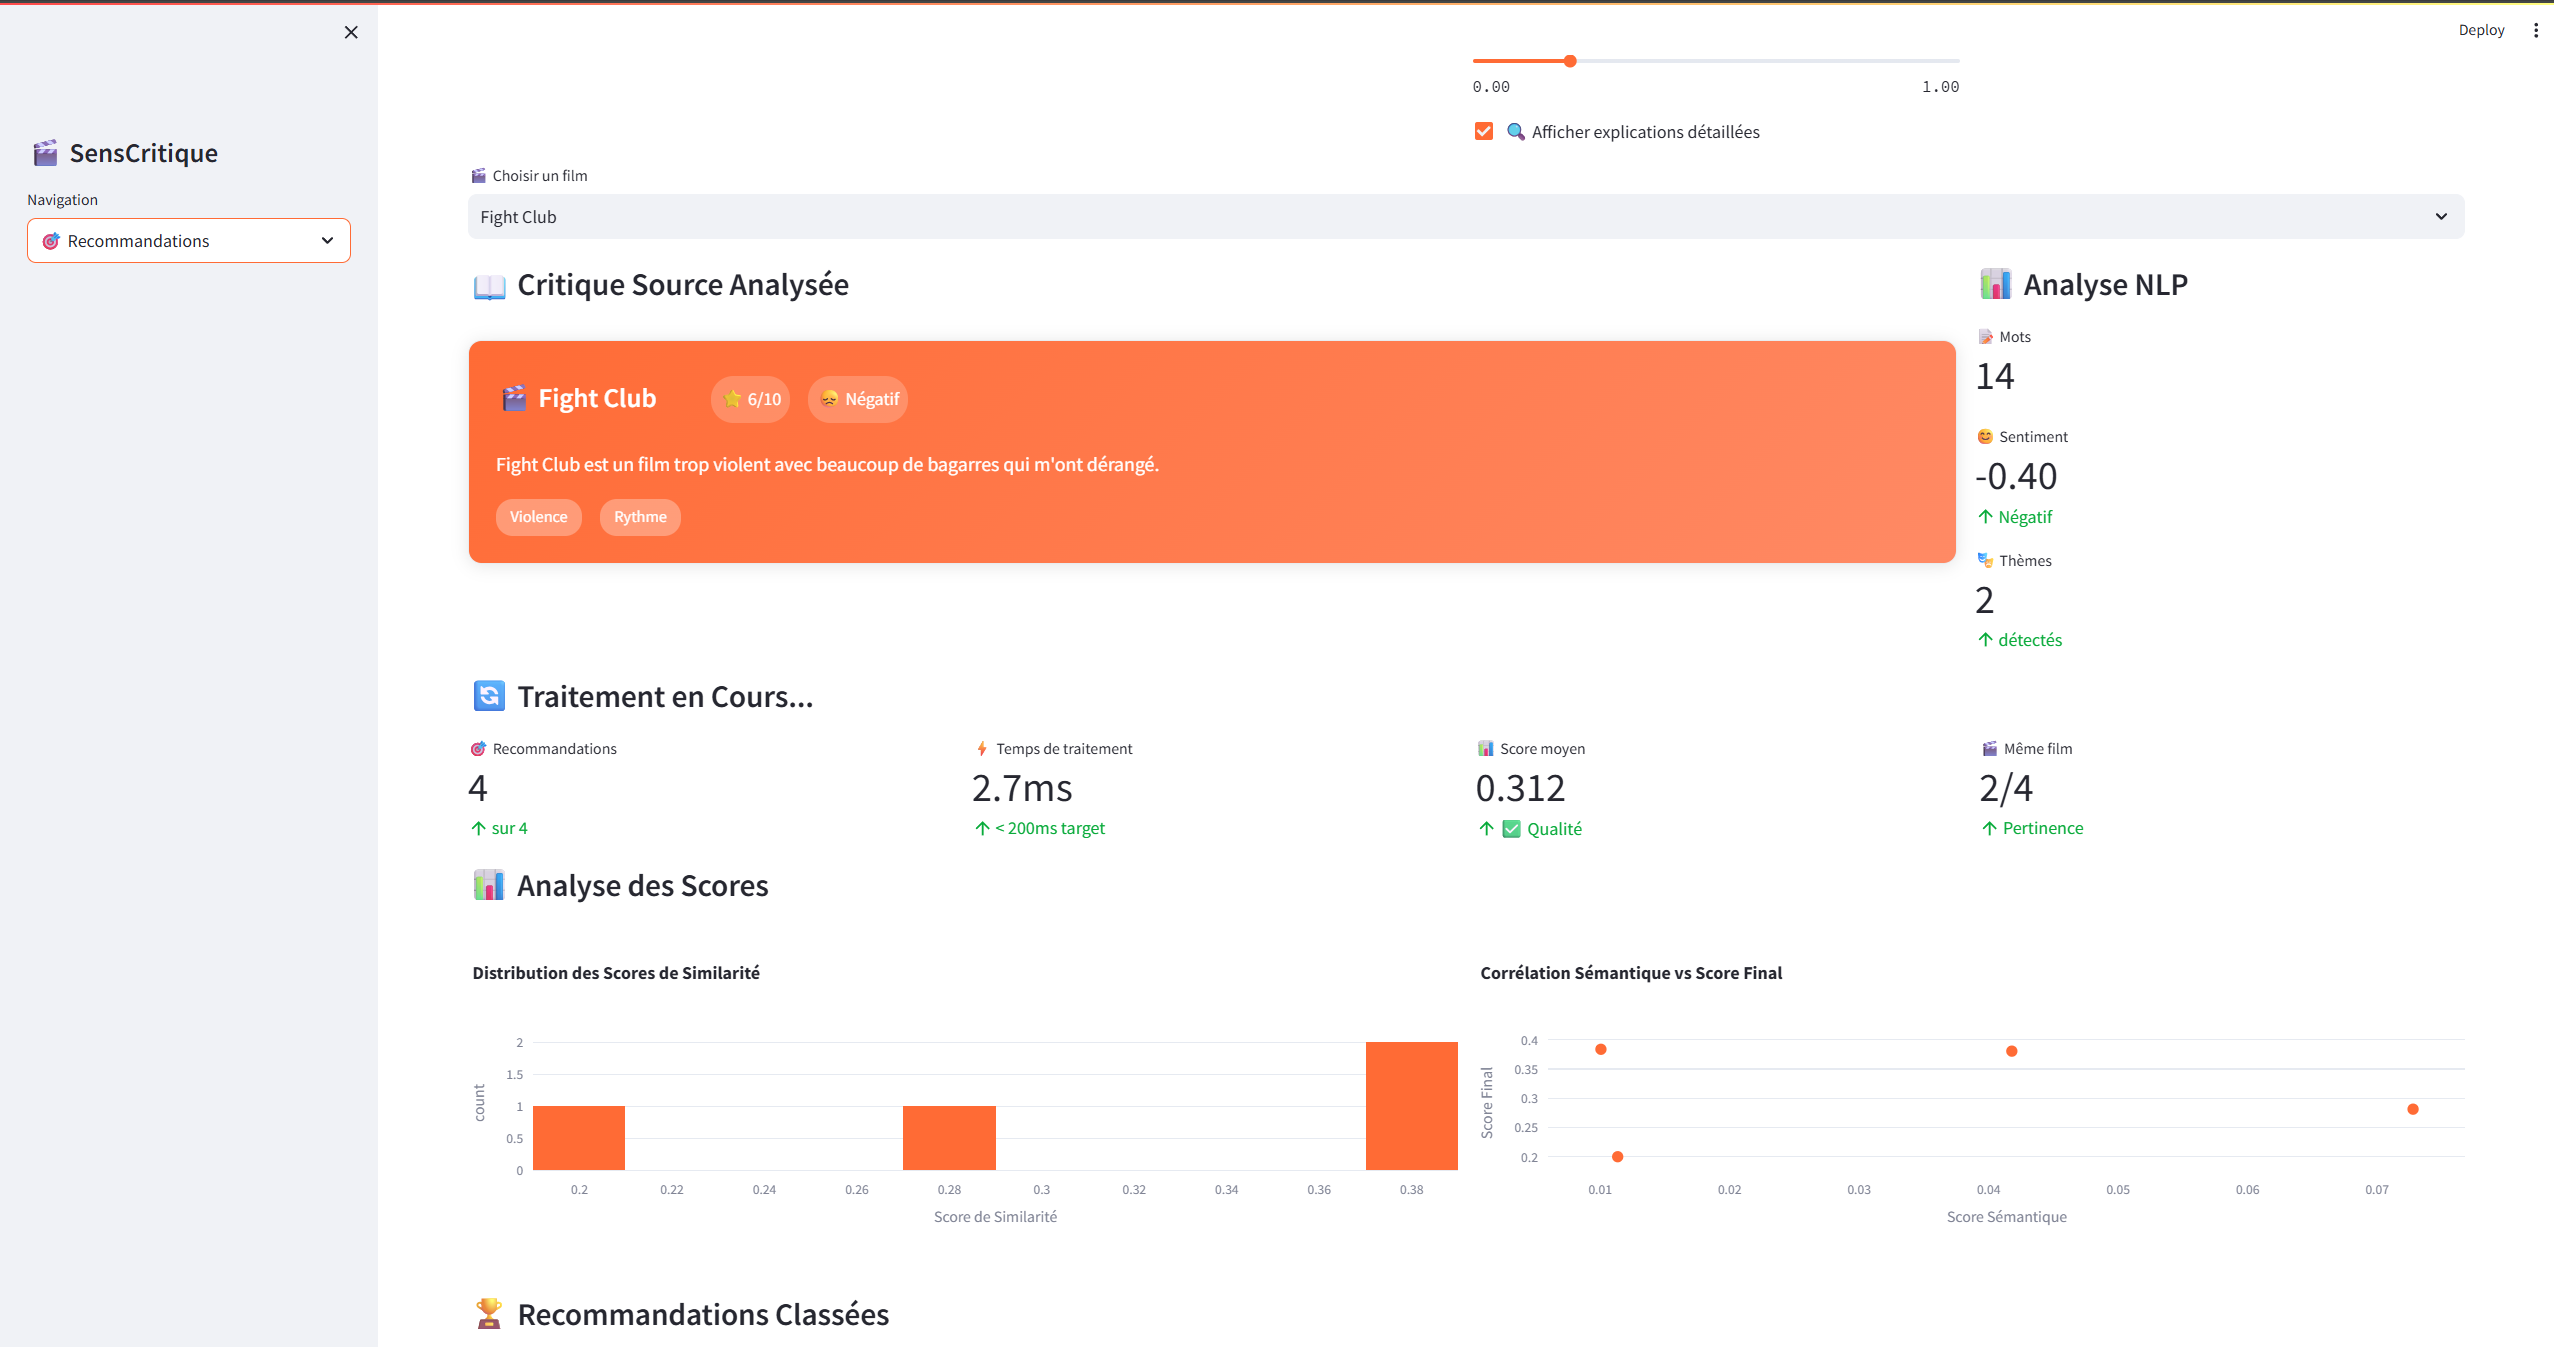 Deploy
SensCritique
Navigation
Recommandations
0.00 1.00
Afficher explications détaillées
Choisir un film
Fight Club
Critique Source Analysée
Fight Club 6/10 Négatif
Fight Club est un film trop violent avec beaucoup de bagarres qui m'ont dérangé.
Violence Rythme
Analyse NLP
Mots
14
Sentiment
-0.40
↑ Négatif
Thèmes
2
↑ détectés
Traitement en Cours...
Recommandations
4
↑ sur 4
Temps de traitement
2.7ms
↑ < 200ms target
Score moyen
0.312
↑ ✅ Qualité
Même film
2/4
↑ Pertinence
Analyse des Scores
Distribution des Scores de Similarité
count
2
1.5
1
0.5
0
0.2 0.22 0.24 0.26 0.28 0.3 0.32 0.34 0.36 0.38
Score de Similarité
Corrélation Sémantique vs Score Final
Score Final
0.4
0.35
0.3
0.25
0.2
0.01 0.02 0.03 0.04 0.05 0.06 0.07
Score Sémantique
Recommandations Classées